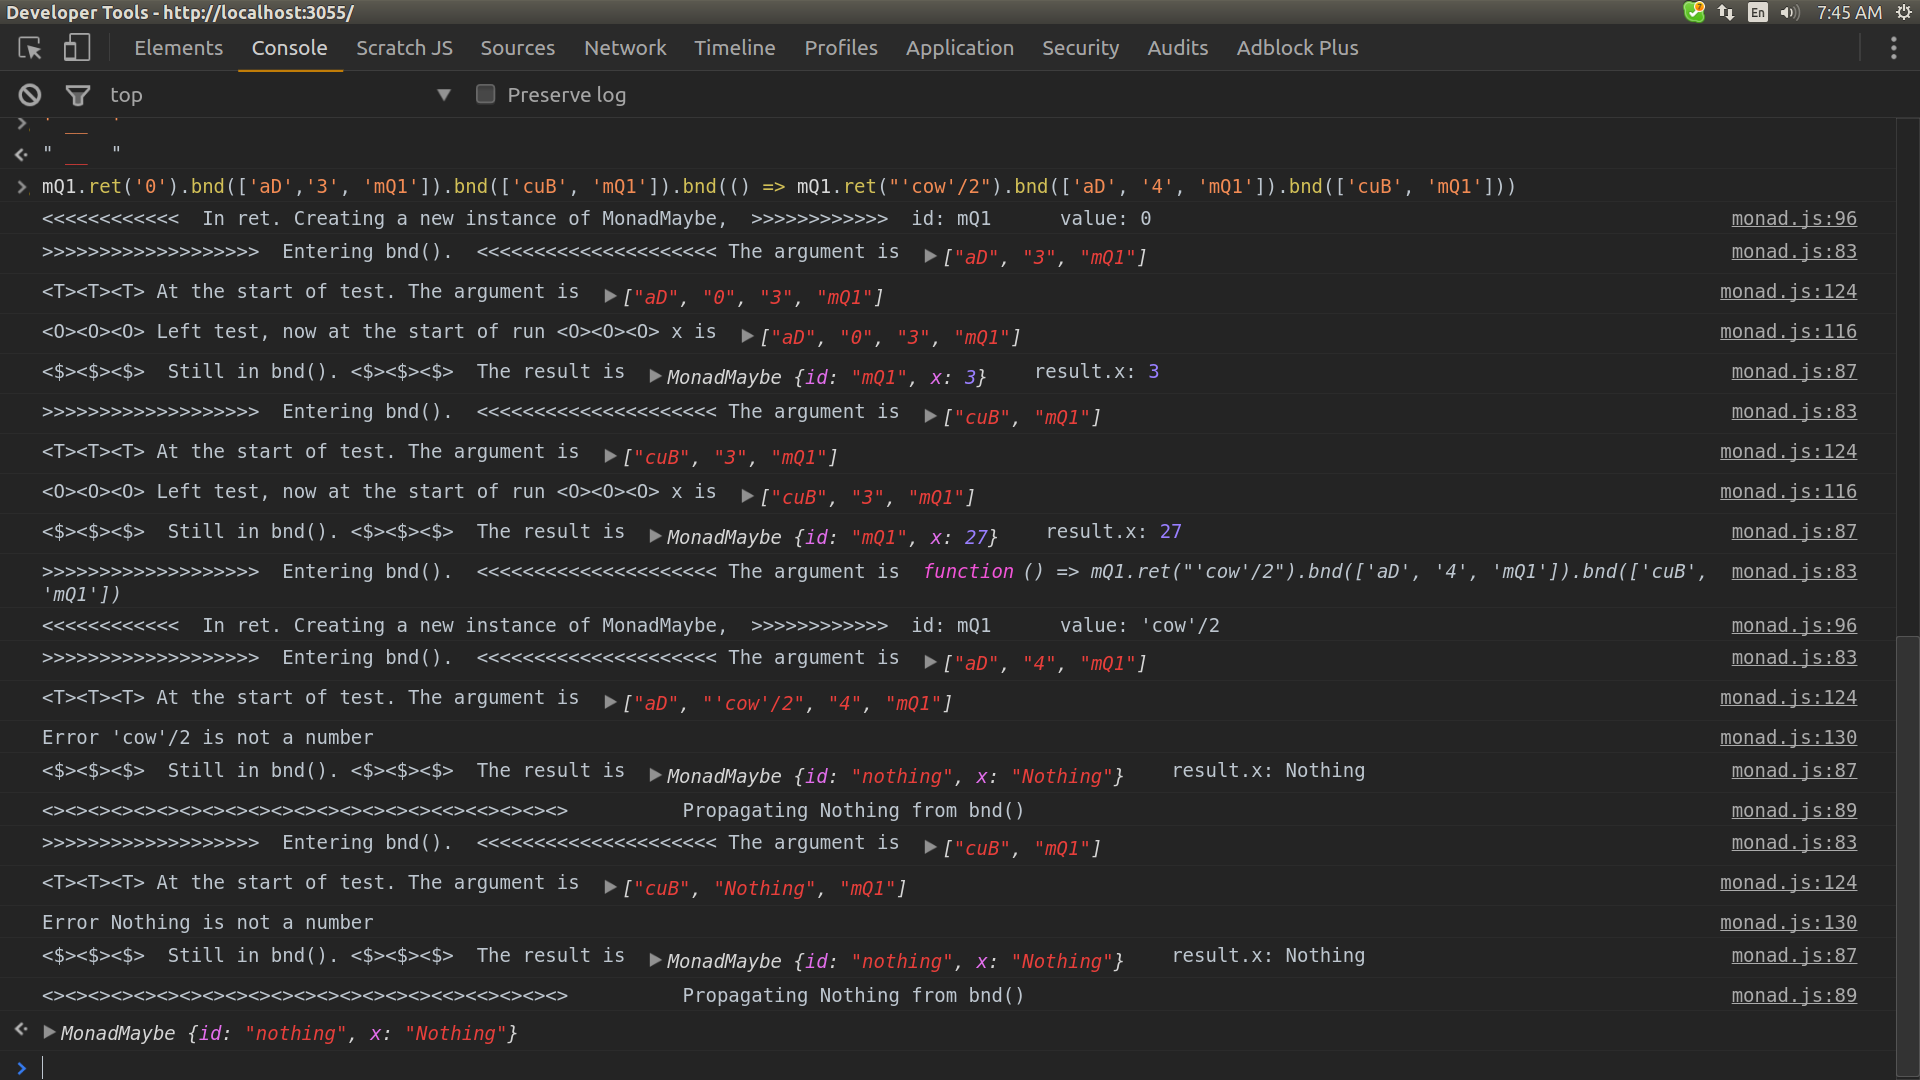 Developer Tools - http://localhost:3055/ En 7:45 AM
Elements Console Scratch JS Sources Network Timeline Profiles Application Security Audits Adblock Plus
top Preserve log
' __ '
" __ "
mQ1.ret('0').bnd(['aD','3', 'mQ1']).bnd(['cuB', 'mQ1']).bnd(() => mQ1.ret("'cow'/2").bnd(['aD', '4', 'mQ1']).bnd(['cuB', 'mQ1']))
<<<<<<<<<<<< In ret. Creating a new instance of MonadMaybe, >>>>>>>>>>>> id: mQ1 value: 0 monad.js:96
>>>>>>>>>>>>>>>>>>> Entering bnd(). <<<<<<<<<<<<<<<<<<<<< The argument is ["aD", "3", "mQ1"] monad.js:83
<T><T><T> At the start of test. The argument is ["aD", "0", "3", "mQ1"] monad.js:124
<O><O><O> Left test, now at the start of run <O><O><O> x is ["aD", "0", "3", "mQ1"] monad.js:116
<$><$><$> Still in bnd(). <$><$><$> The result is MonadMaybe {id: "mQ1", x: 3} result.x: 3 monad.js:87
>>>>>>>>>>>>>>>>>>> Entering bnd(). <<<<<<<<<<<<<<<<<<<<< The argument is ["cuB", "mQ1"] monad.js:83
<T><T><T> At the start of test. The argument is ["cuB", "3", "mQ1"] monad.js:124
<O><O><O> Left test, now at the start of run <O><O><O> x is ["cuB", "3", "mQ1"] monad.js:116
<$><$><$> Still in bnd(). <$><$><$> The result is MonadMaybe {id: "mQ1", x: 27} result.x: 27 monad.js:87
>>>>>>>>>>>>>>>>>>> Entering bnd(). <<<<<<<<<<<<<<<<<<<<< The argument is function () => mQ1.ret("'cow'/2").bnd(['aD', '4', 'mQ1']).bnd(['cuB', monad.js:83
'mQ1'])
<<<<<<<<<<<< In ret. Creating a new instance of MonadMaybe, >>>>>>>>>>>> id: mQ1 value: 'cow'/2 monad.js:96
>>>>>>>>>>>>>>>>>>> Entering bnd(). <<<<<<<<<<<<<<<<<<<<< The argument is ["aD", "4", "mQ1"] monad.js:83
<T><T><T> At the start of test. The argument is ["aD", "'cow'/2", "4", "mQ1"] monad.js:124
Error 'cow'/2 is not a number monad.js:130
<$><$><$> Still in bnd(). <$><$><$> The result is MonadMaybe {id: "nothing", x: "Nothing"} result.x: Nothing monad.js:87
<><><><><><><><><><><><><><><><><><<><><><><><> Propagating Nothing from bnd() monad.js:89
>>>>>>>>>>>>>>>>>>> Entering bnd(). <<<<<<<<<<<<<<<<<<<<< The argument is ["cuB", "mQ1"] monad.js:83
<T><T><T> At the start of test. The argument is ["cuB", "Nothing", "mQ1"] monad.js:124
Error Nothing is not a number monad.js:130
<$><$><$> Still in bnd(). <$><$><$> The result is MonadMaybe {id: "nothing", x: "Nothing"} result.x: Nothing monad.js:87
<><><><><><><><><><><><><><><><><><<><><><><><> Propagating Nothing from bnd() monad.js:89
MonadMaybe {id: "nothing", x: "Nothing"}